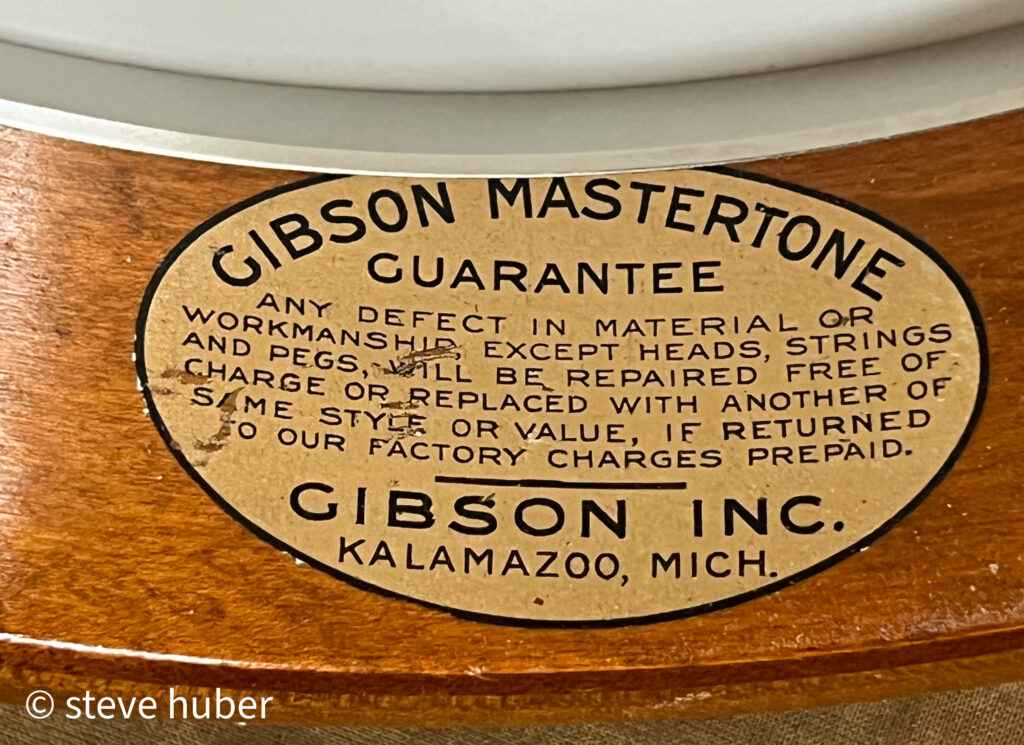 GIBSON MASTERTONE
GUARANTEE
ANY DEFECT IN MATERIAL OR
WORKMANSHIP, EXCEPT HEADS, STRINGS
AND PEGS, WILL BE REPAIRED FREE OF
CHARGE OR REPLACED WITH ANOTHER OF
SAME STYLE OR VALUE, IF RETURNED
TO OUR FACTORY CHARGES PREPAID.
GIBSON INC.
KALAMAZOO, MICH.
© steve huber